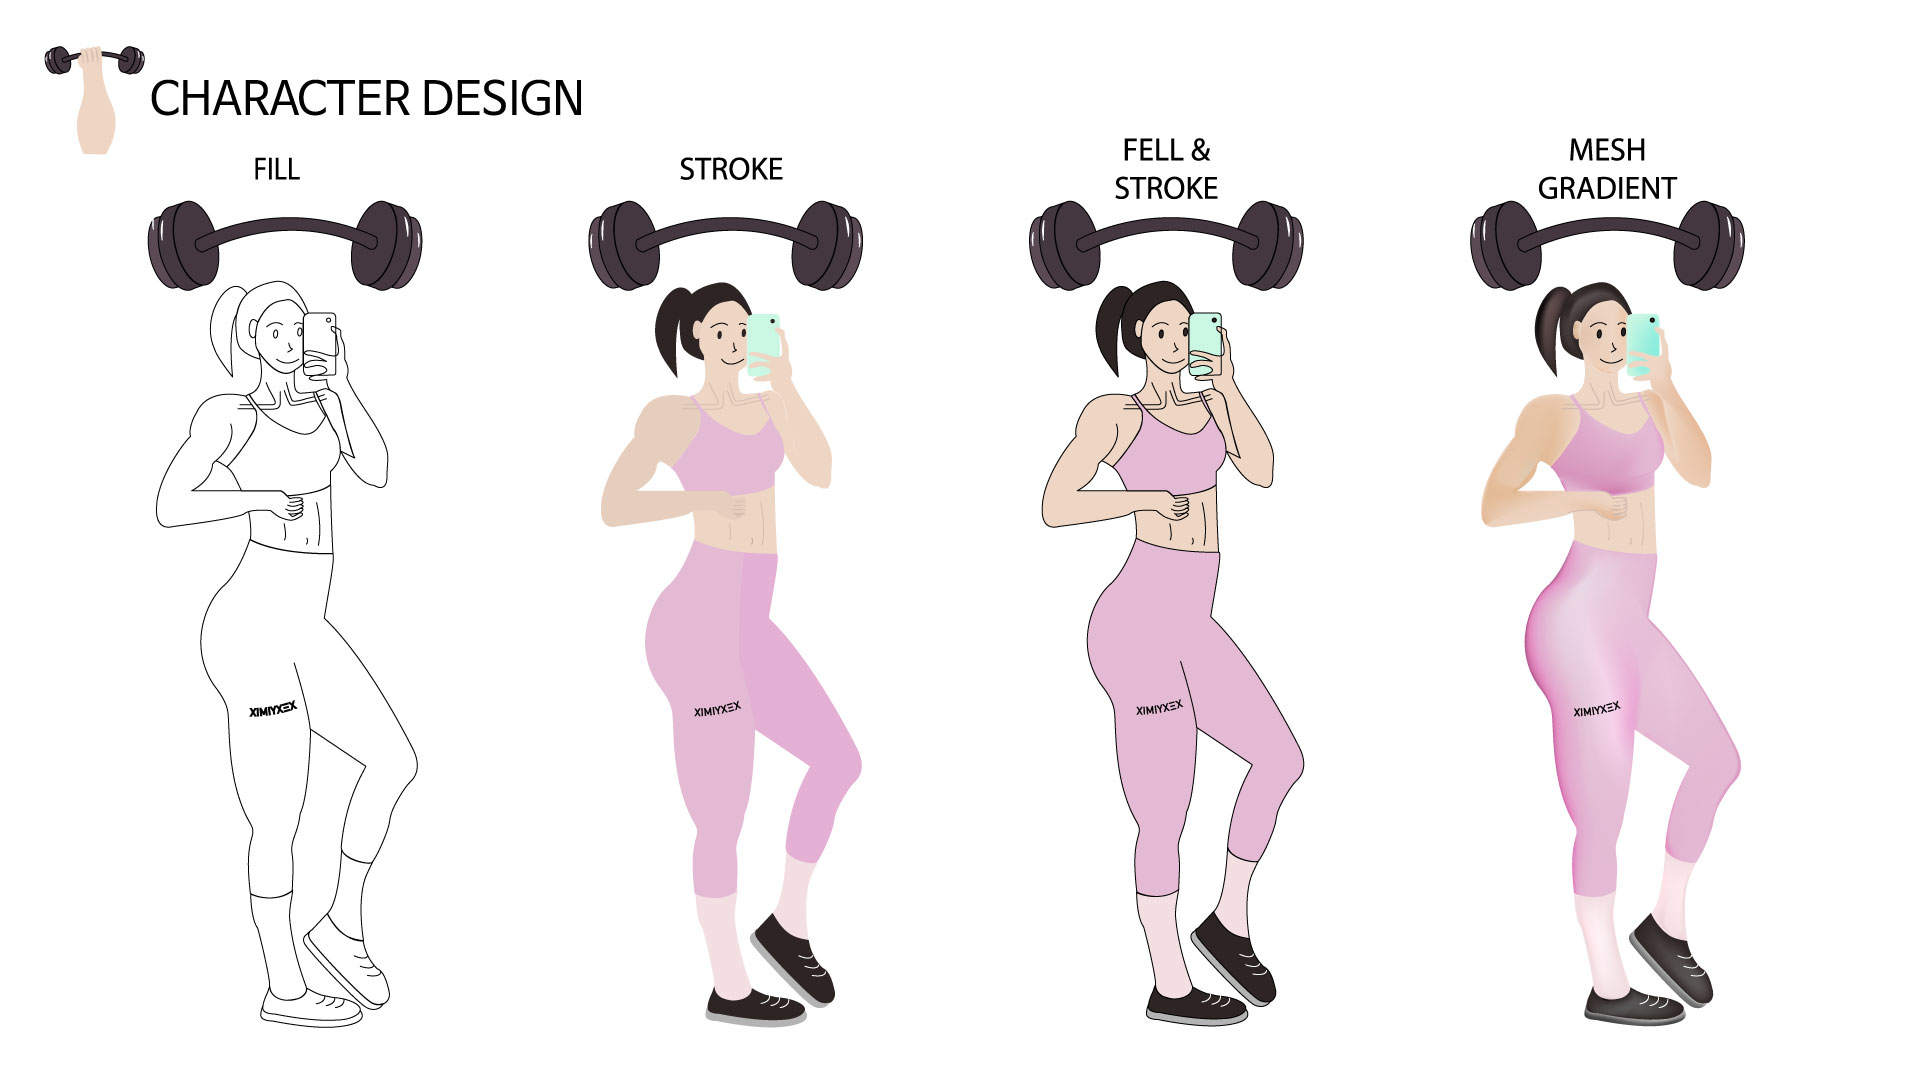 CHARACTER DESIGN
FILL
STROKE
FELL &
STROKE
MESH
GRADIENT
XIMIYXEX
XIMIYXEX
XIMIYXEX
XIMIYXEX